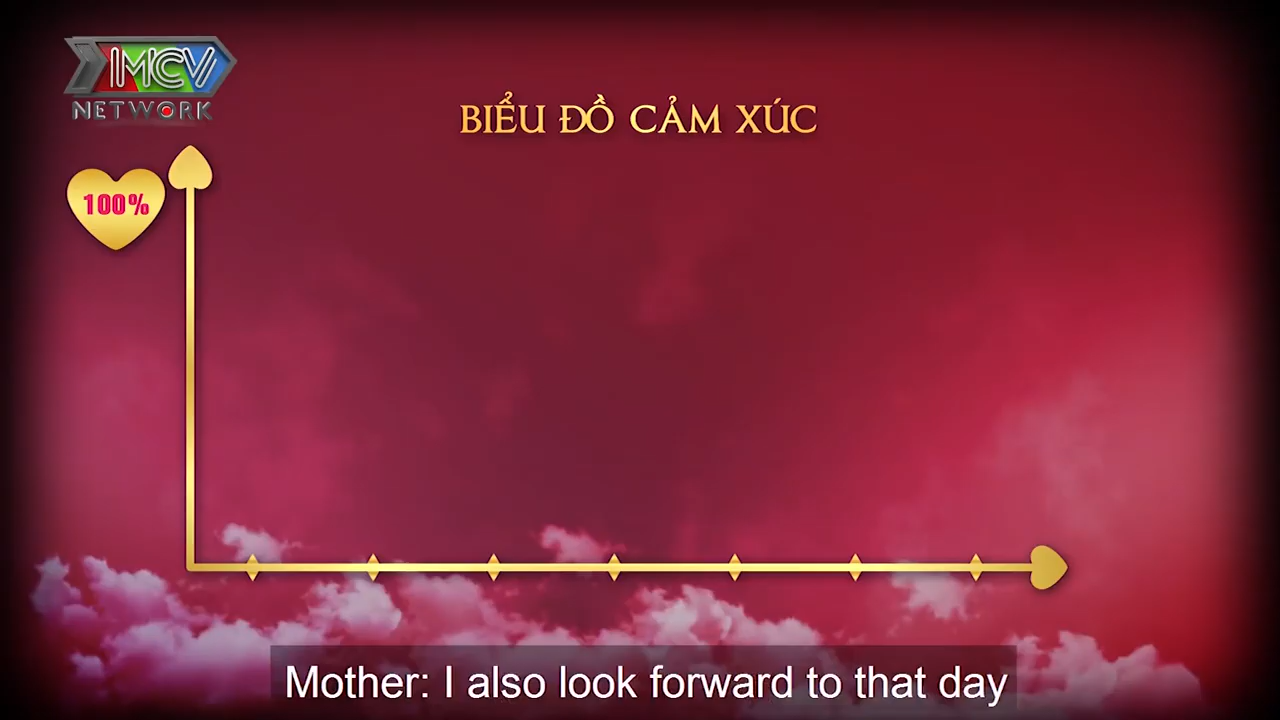 MCV
NETWORK
BIỂU ĐỒ CẢM XÚC
100%
Mother: I also look forward to that day